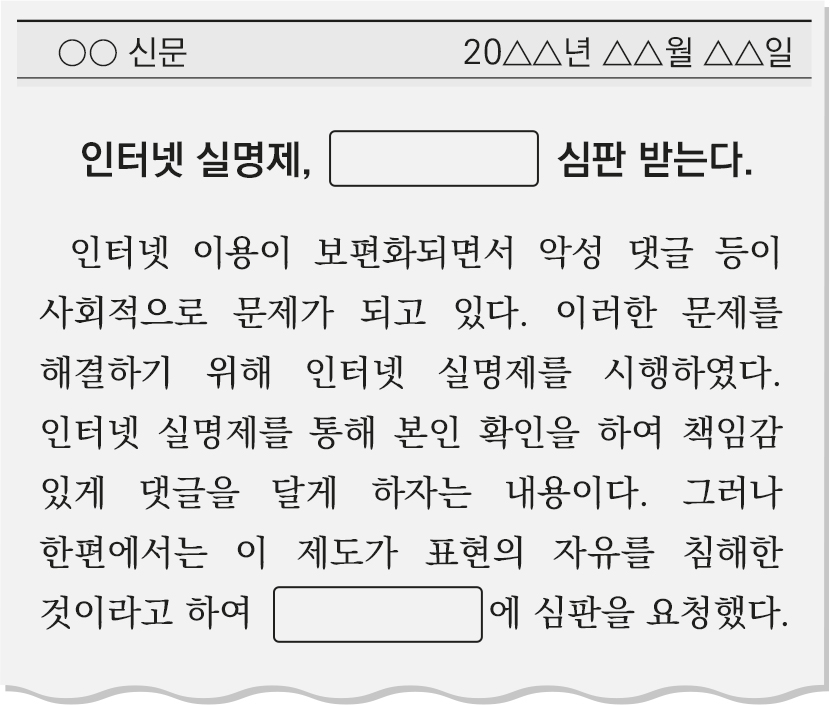 ○○ 신문 20△△년 △△월 △△일
인터넷 실명제, 심판 받는다.
인터넷 이용이 보편화되면서 악성 댓글 등이
사회적으로 문제가 되고 있다. 이러한 문제를
해결하기 위해 인터넷 실명제를 시행하였다.
인터넷 실명제를 통해 본인 확인을 하여 책임감
있게 댓글을 달게 하자는 내용이다. 그러나
한편에서는 이 제도가 표현의 자유를 침해한
것이라고 하여 에 심판을 요청했다.